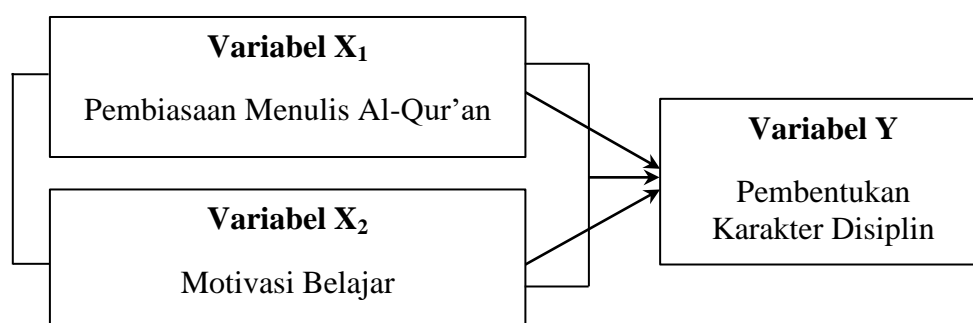 Variabel X₁
Pembiasaan Menulis Al-Qur’an
Variabel X₂
Motivasi Belajar
Variabel Y
Pembentukan
Karakter Disiplin